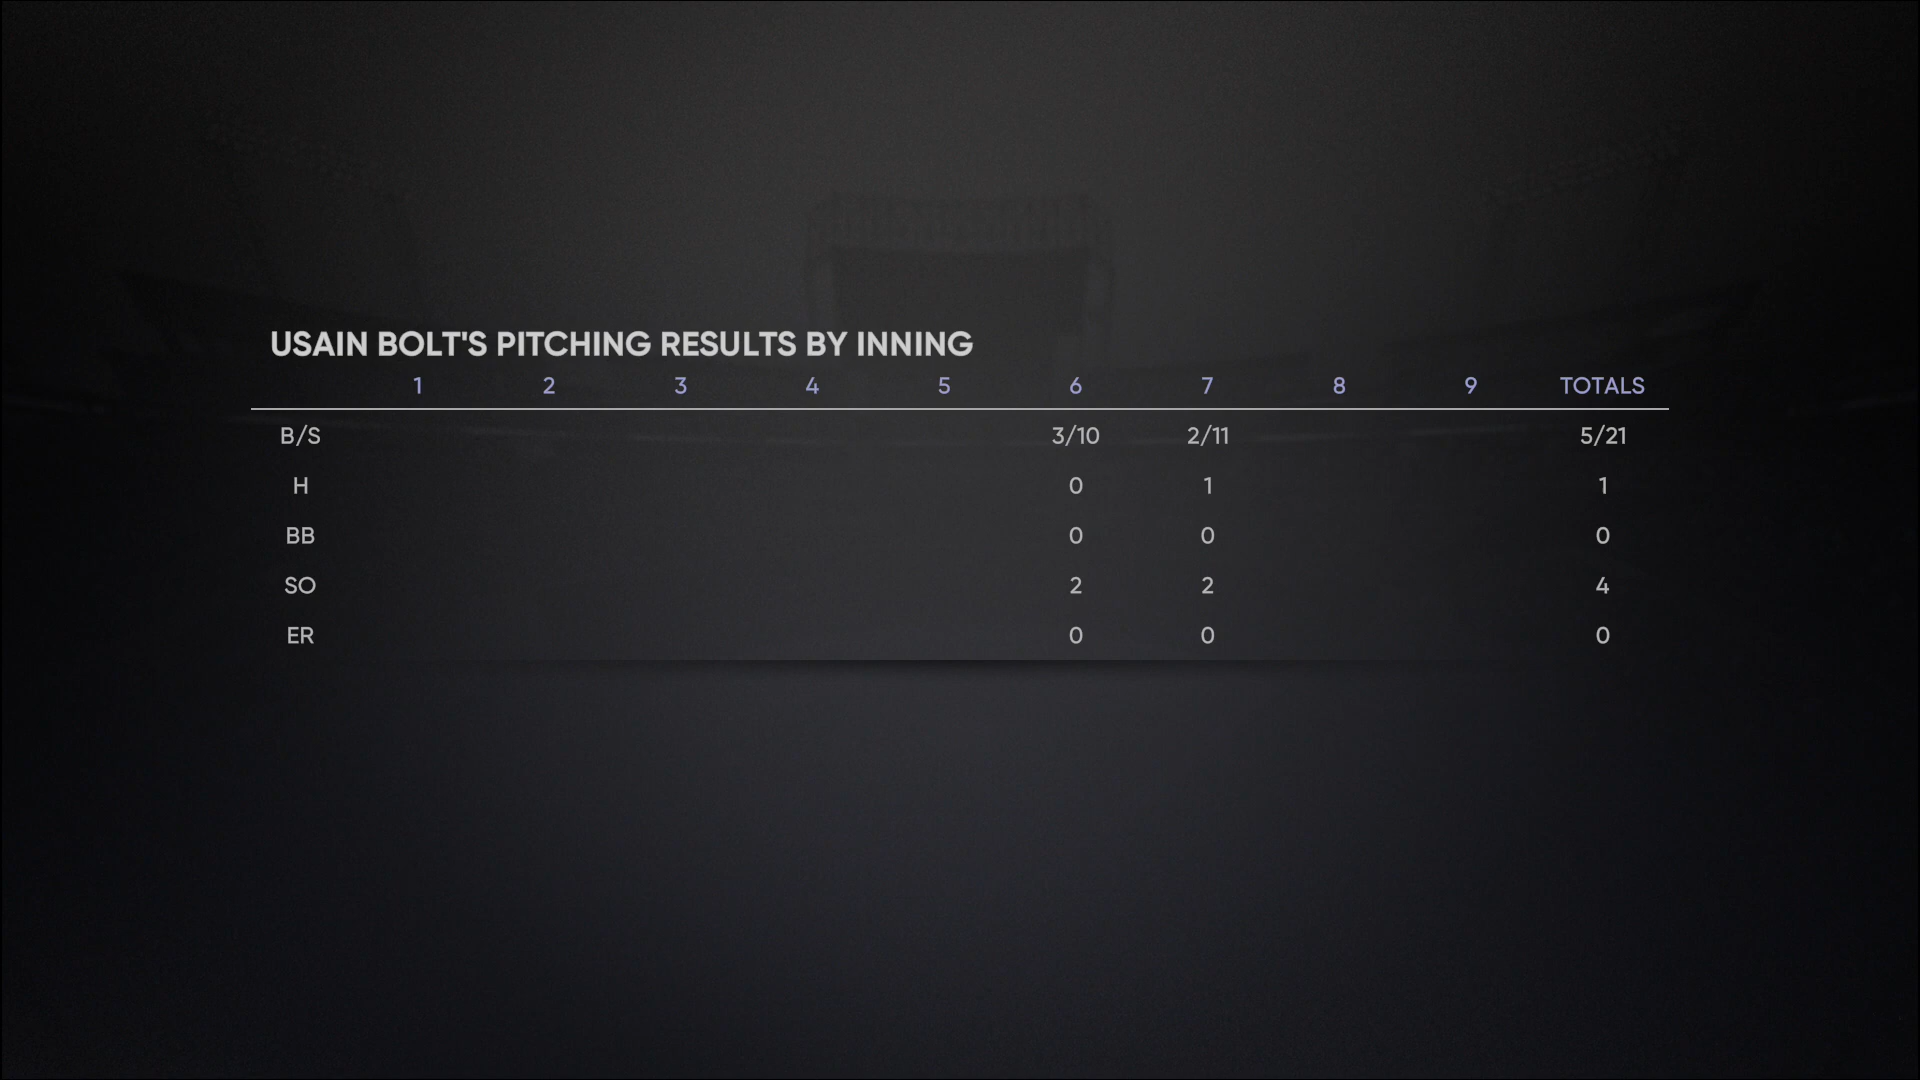 USAIN BOLT'S PITCHING RESULTS BY INNING
1 2 3 4 5 6 7 8 9 TOTALS
B/S 3/10 2/11 5/21
H 0 1 1
BB 0 0 0
SO 2 2 4
ER 0 0 0